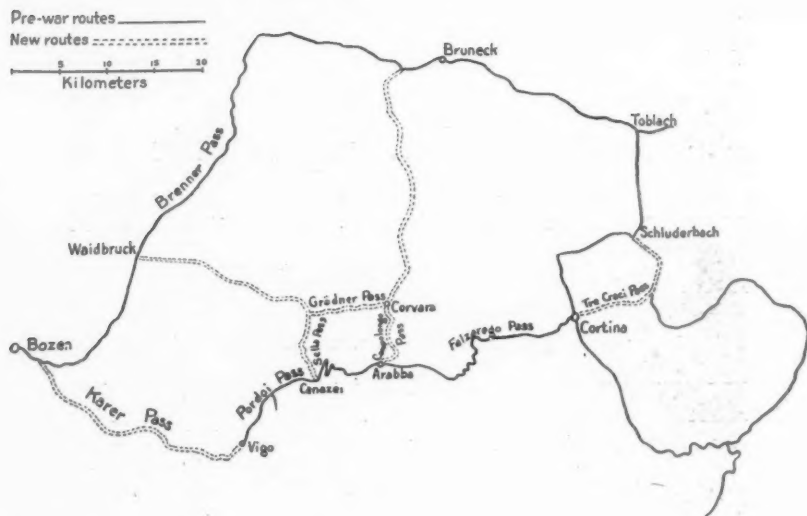 Pre-war routes
New routes
5 10 15 20
Kilometers
Bruneck
Toblach
Brenner Pass
Waidbruck
Schluderbach
Grödner Pass
Corvara
Tre Croci Pass
Sella Pass
Pass
Falzarego Pass
Cortina
Bozen
Arabba
Canazei
Pordoi Pass
Karer Pass
Vigo